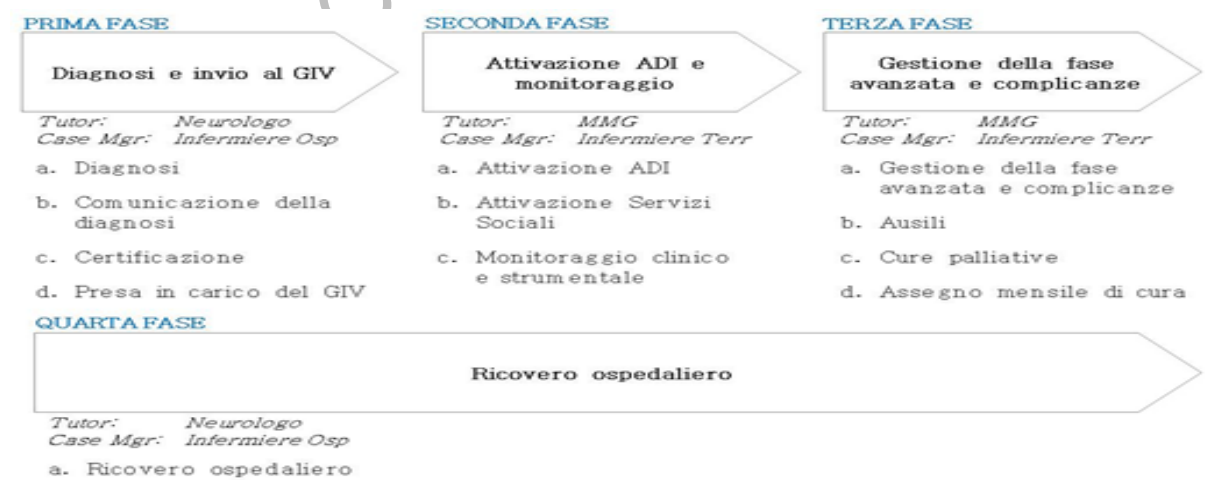 PRIMA FASE
Diagnosi e invio al GIV
Tutor: Neurologo
Case Mgr: Infermiere Osp
a. Diagnosi
b. Comunicazione della
diagnosi
c. Certificazione
d. Presa in carico del GIV
SECONDA FASE
Attivazione ADI e
monitoraggio
Tutor: MMG
Case Mgr: Infermiere Terr
a. Attivazione ADI
b. Attivazione Servizi
Sociali
c. Monitoraggio clinico
e strumentale
TERZA FASE
Gestione della fase
avanzata e complicanze
Tutor: MMG
Case Mgr: Infermiere Terr
a. Gestione della fase
avanzata e complicanze
b. Ausili
c. Cure palliative
d. Assegno mensile di cura
QUARTA FASE
Ricovero ospedaliero
Tutor: Neurologo
Case Mgr: Infermiere Osp
a. Ricovero ospedaliero